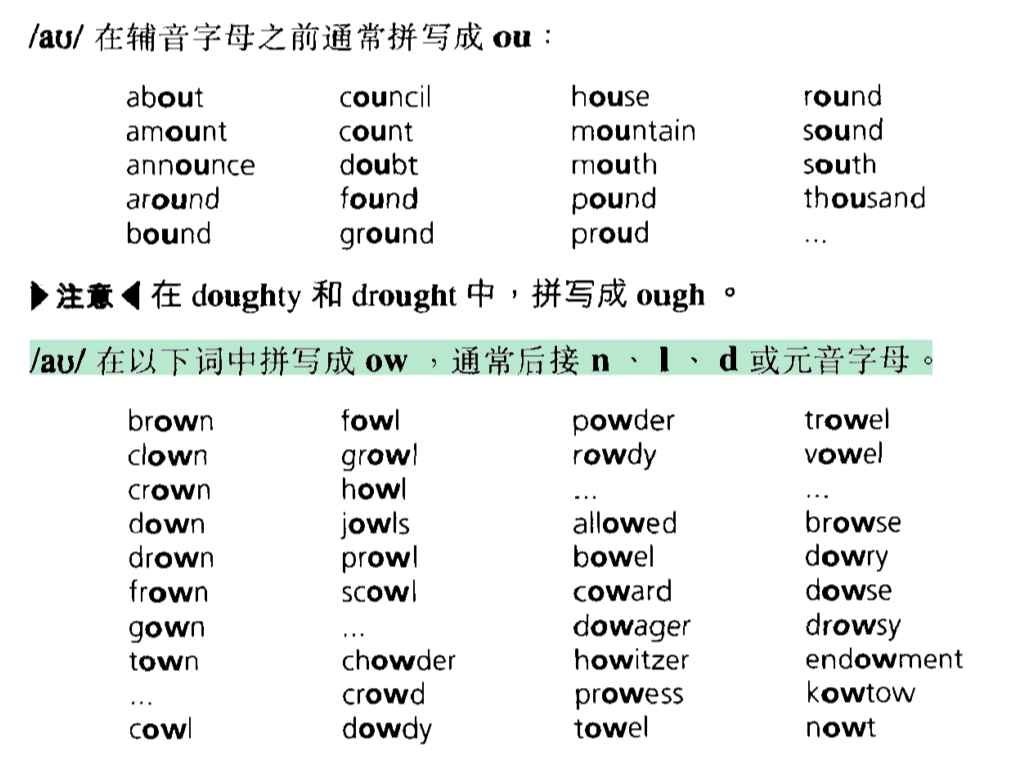 /aʊ/ 在辅音字母之前通常拼写成 ou：
about council house round
amount count mountain sound
announce doubt mouth south
around found pound thousand
bound ground proud ...
▶注意◀ 在 doughty 和 drought 中，拼写成 ough 。
/aʊ/ 在以下词中拼写成 ow ，通常后接 n 、 l 、 d 或元音字母。
brown fowl powder trowel
clown growl rowdy vowel
crown howl ... ...
down jowls allowed browse
drown prowl bowel dowry
frown scowl coward dowse
gown ... dowager drowsy
town chowder howitzer endowment
... crowd prowess kowtow
cowl dowdy towel nowt